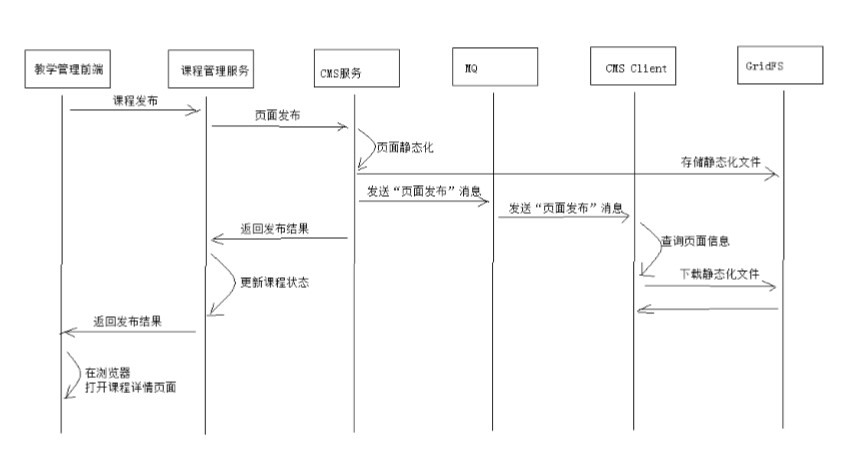 教学管理前端
课程管理服务
CMS服务
MQ
CMS Client
GridFS
课程发布
页面发布
页面静态化
存储静态化文件
发送“页面发布”消息
发送“页面发布”消息
返回发布结果
查询页面信息
更新课程状态
下载静态化文件
返回发布结果
在浏览器
打开课程详情页面